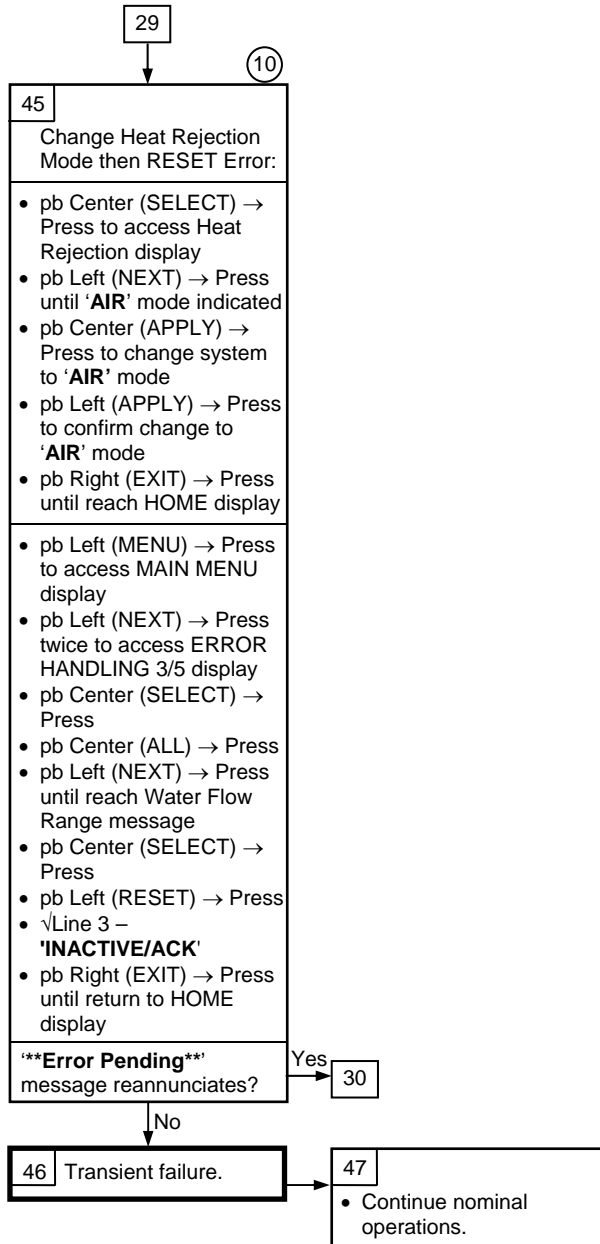 29
10
45
Change Heat Rejection
Mode then RESET Error:
• pb Center (SELECT) →
Press to access Heat
Rejection display
• pb Left (NEXT) → Press
until ‘AIR’ mode indicated
• pb Center (APPLY) →
Press to change system
to ‘AIR’ mode
• pb Left (APPLY) → Press
to confirm change to
‘AIR’ mode
• pb Right (EXIT) → Press
until reach HOME display
• pb Left (MENU) → Press
to access MAIN MENU
display
• pb Left (NEXT) → Press
twice to access ERROR
HANDLING 3/5 display
• pb Center (SELECT) →
Press
• pb Center (ALL) → Press
• pb Left (NEXT) → Press
until reach Water Flow
Range message
• pb Center (SELECT) →
Press
• pb Left (RESET) → Press
• √Line 3 –
'INACTIVE/ACK'
• pb Right (EXIT) → Press
until return to HOME
display
‘**Error Pending**’
message reannunciates?
Yes
30
No
46 Transient failure.
47
• Continue nominal
operations.